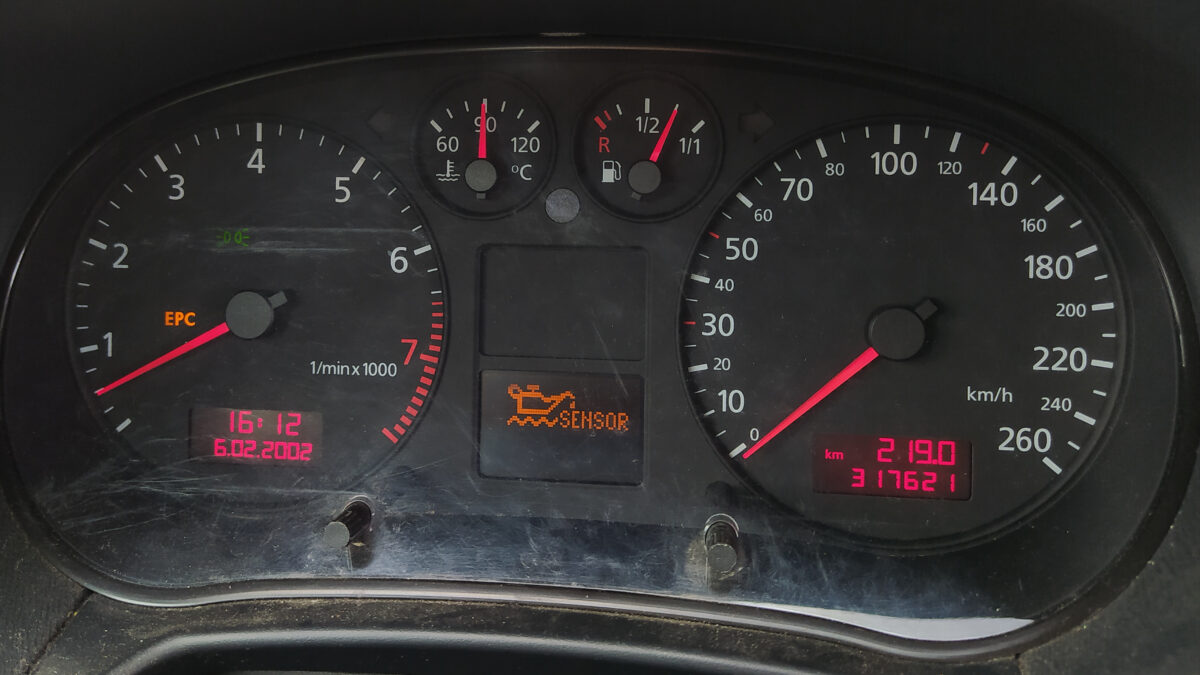 60 90 120
°C
R 1/2 1/1
1 2 3 4 5 6 7
EPC
1/min x 1000
16:12
6.02.2002
SENSOR
0 10 20 30 40 50 60 70 80 100 120 140 160 180 200 220 240 260
km/h
km 219.0
317621